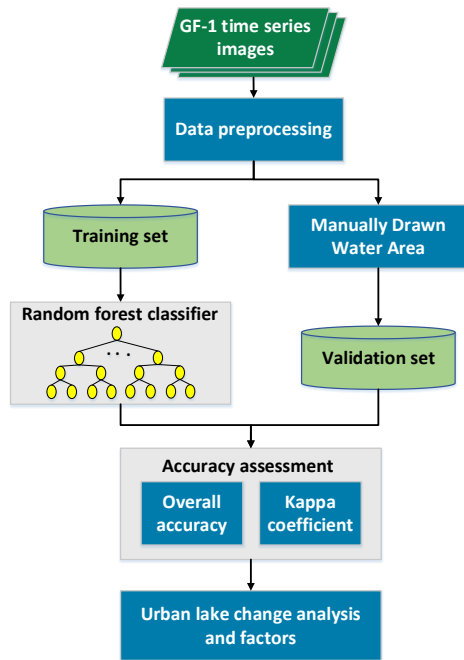 GF-1 time series
images
Data preprocessing
Training set
Manually Drawn
Water Area
Random forest classifier
. . .
Validation set
Accuracy assessment
Overall
accuracy
Kappa
coefficient
Urban lake change analysis
and factors